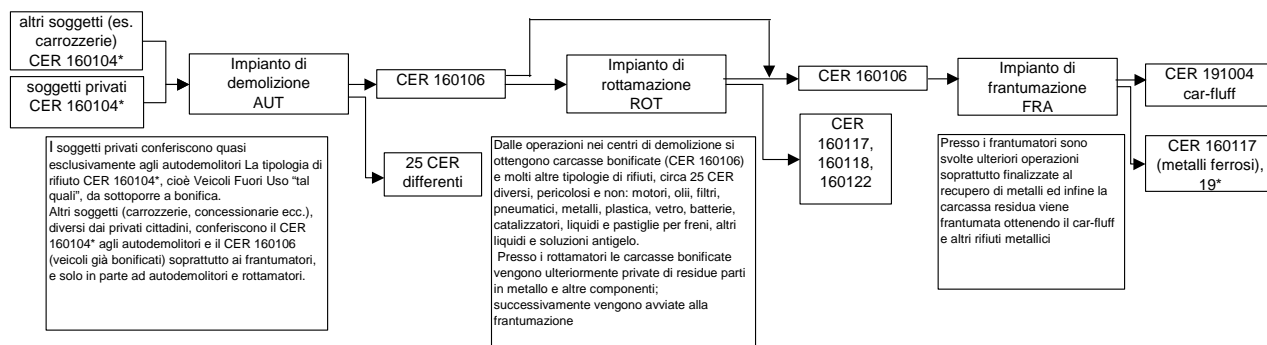 altri soggetti (es.
carrozzerie)
CER 160104*
soggetti privati
CER 160104*
Impianto di
demolizione
AUT
CER 160106
25 CER
differenti
Impianto di
rottamazione
ROT
CER 160106
CER
160117,
160118,
160122
Impianto di
frantumazione
FRA
CER 191004
car-fluff
CER 160117
(metalli ferrosi),
19*
I soggetti privati conferiscono quasi
esclusivamente agli autodemolitori La tipologia di
rifiuto CER 160104*, cioè Veicoli Fuori Uso “tal
quali”, da sottoporre a bonifica.
Altri soggetti (carrozzerie, concessionarie ecc.),
diversi dai privati cittadini, conferiscono il CER
160104* agli autodemolitori e il CER 160106
(veicoli già bonificati) soprattutto ai frantumatori,
e solo in parte ad autodemolitori e rottamatori.
Dalle operazioni nei centri di demolizione si
ottengono carcasse bonificate (CER 160106)
e molti altre tipologie di rifiuti, circa 25 CER
diversi, pericolosi e non: motori, olii, filtri,
pneumatici, metalli, plastica, vetro, batterie,
catalizzatori, liquidi e pastiglie per freni, altri
liquidi e soluzioni antigelo.
Presso i rottamatori le carcasse bonificate
vengono ulteriormente private di residue parti
in metallo e altre componenti;
successivamente vengono avviate alla
frantumazione
Presso i frantumatori sono
svolte ulteriori operazioni
soprattutto finalizzate al
recupero di metalli ed infine la
carcassa residua viene
frantumata ottenendo il car-fluff
e altri rifiuti metallici